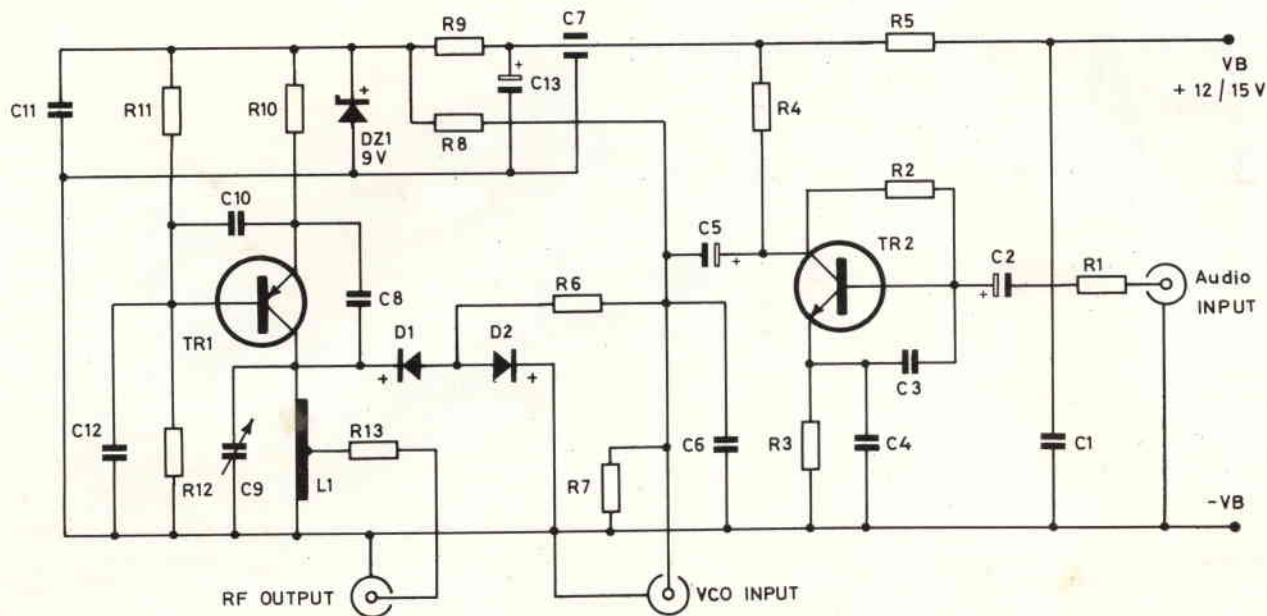 C7
R9
R5
VB
+ 12 / 15 V
C11
R11
R10
+
DZ1
9 V
R8
+
C13
R4
R2
C10
C5
+
TR2
C2
+
R1
Audio
INPUT
TR1
C8
R6
D1
D2
+
+
C3
C12
R12
C9
L1
R13
R7
C6
R3
C4
C1
-VB
RF OUTPUT
VCO INPUT